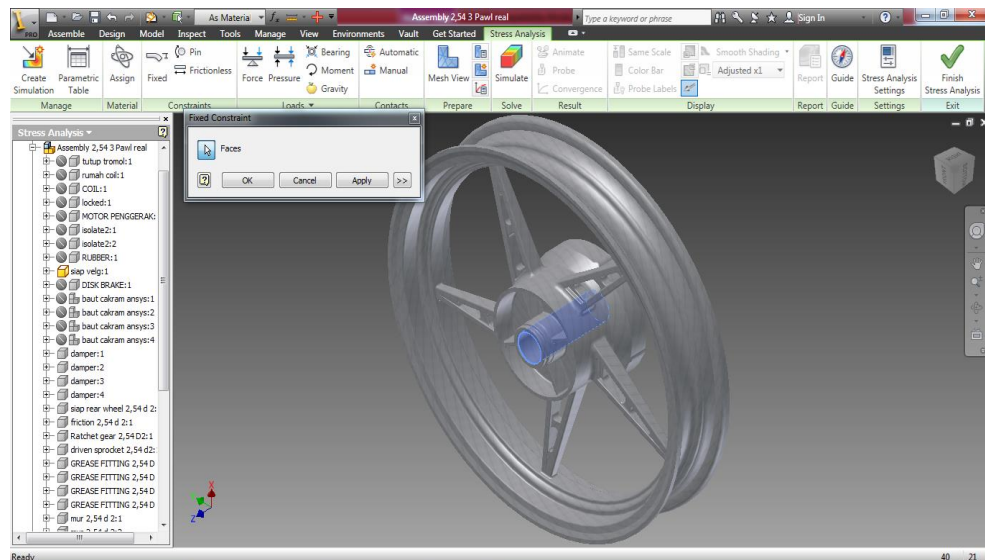 PRO
As Materia
Assembly 2,54 3 Pawl real
Type a keyword or phrase
Sign In
Assemble Design Model Inspect Tools Manage View Environments Vault Get Started Stress Analysis
Create Simulation
Parametric Table
Assign
Fixed
Pin
Frictionless
Force
Pressure
Bearing
Moment
Gravity
Automatic
Manual
Mesh View
Simulate
Animate
Probe
Convergence
Same Scale
Color Bar
Probe Labels
Smooth Shading
Adjusted x1
Report
Guide
Stress Analysis Settings
Finish Stress Analysis
Manage Material Constraints Loads Contacts Prepare Solve Result Display Report Guide Settings Exit
Stress Analysis
Assembly 2,54 3 Pawl real
tutup tromol:1
rumah coil:1
COIL:1
locked:1
MOTOR PENGGERAK:
isolate2:1
isolate2:2
RUBBER:1
siap velg:1
DISK BRAKE:1
baut cakram ansys:1
baut cakram ansys:2
baut cakram ansys:3
baut cakram ansys:4
damper:1
damper:2
damper:3
damper:4
siap rear wheel 2,54 d 2:
friction 2,54 d 2:1
Ratchet gear 2,54 D2:1
driven sprocket 2,54 d2:
GREASE FITTING 2,54 D
GREASE FITTING 2,54 D
GREASE FITTING 2,54 D
GREASE FITTING 2,54 D
mur 2,54 d 2:1
Fixed Constraint
Faces
OK Cancel Apply >>
X
Z
Ready
40 21